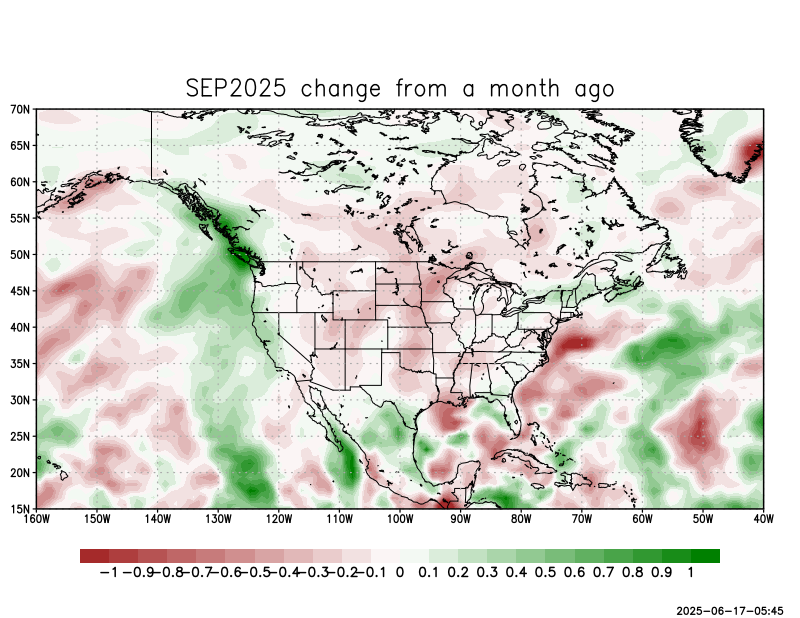 SEP2025 change from a month ago
70N
65N
60N
55N
50N
45N
40N
35N
30N
25N
20N
15N
160W 150W 140W 130W 120W 110W 100W 90W 80W 70W 60W 50W 40W
-1 -0.9 -0.8 -0.7 -0.6 -0.5 -0.4 -0.3 -0.2 -0.1 0 0.1 0.2 0.3 0.4 0.5 0.6 0.7 0.8 0.9 1
2025-06-17-05:45